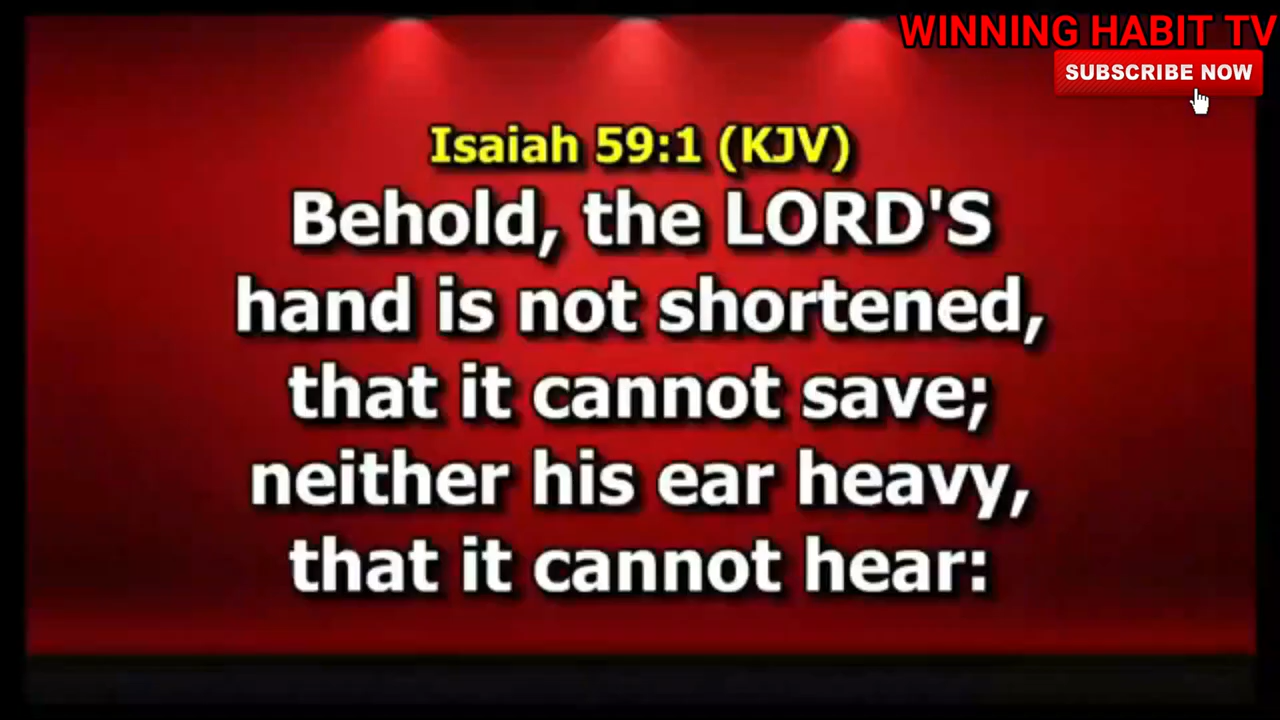 WINNING HABIT TV
SUBSCRIBE NOW
Isaiah 59:1 (KJV)
Behold, the LORD'S
hand is not shortened,
that it cannot save;
neither his ear heavy,
that it cannot hear: